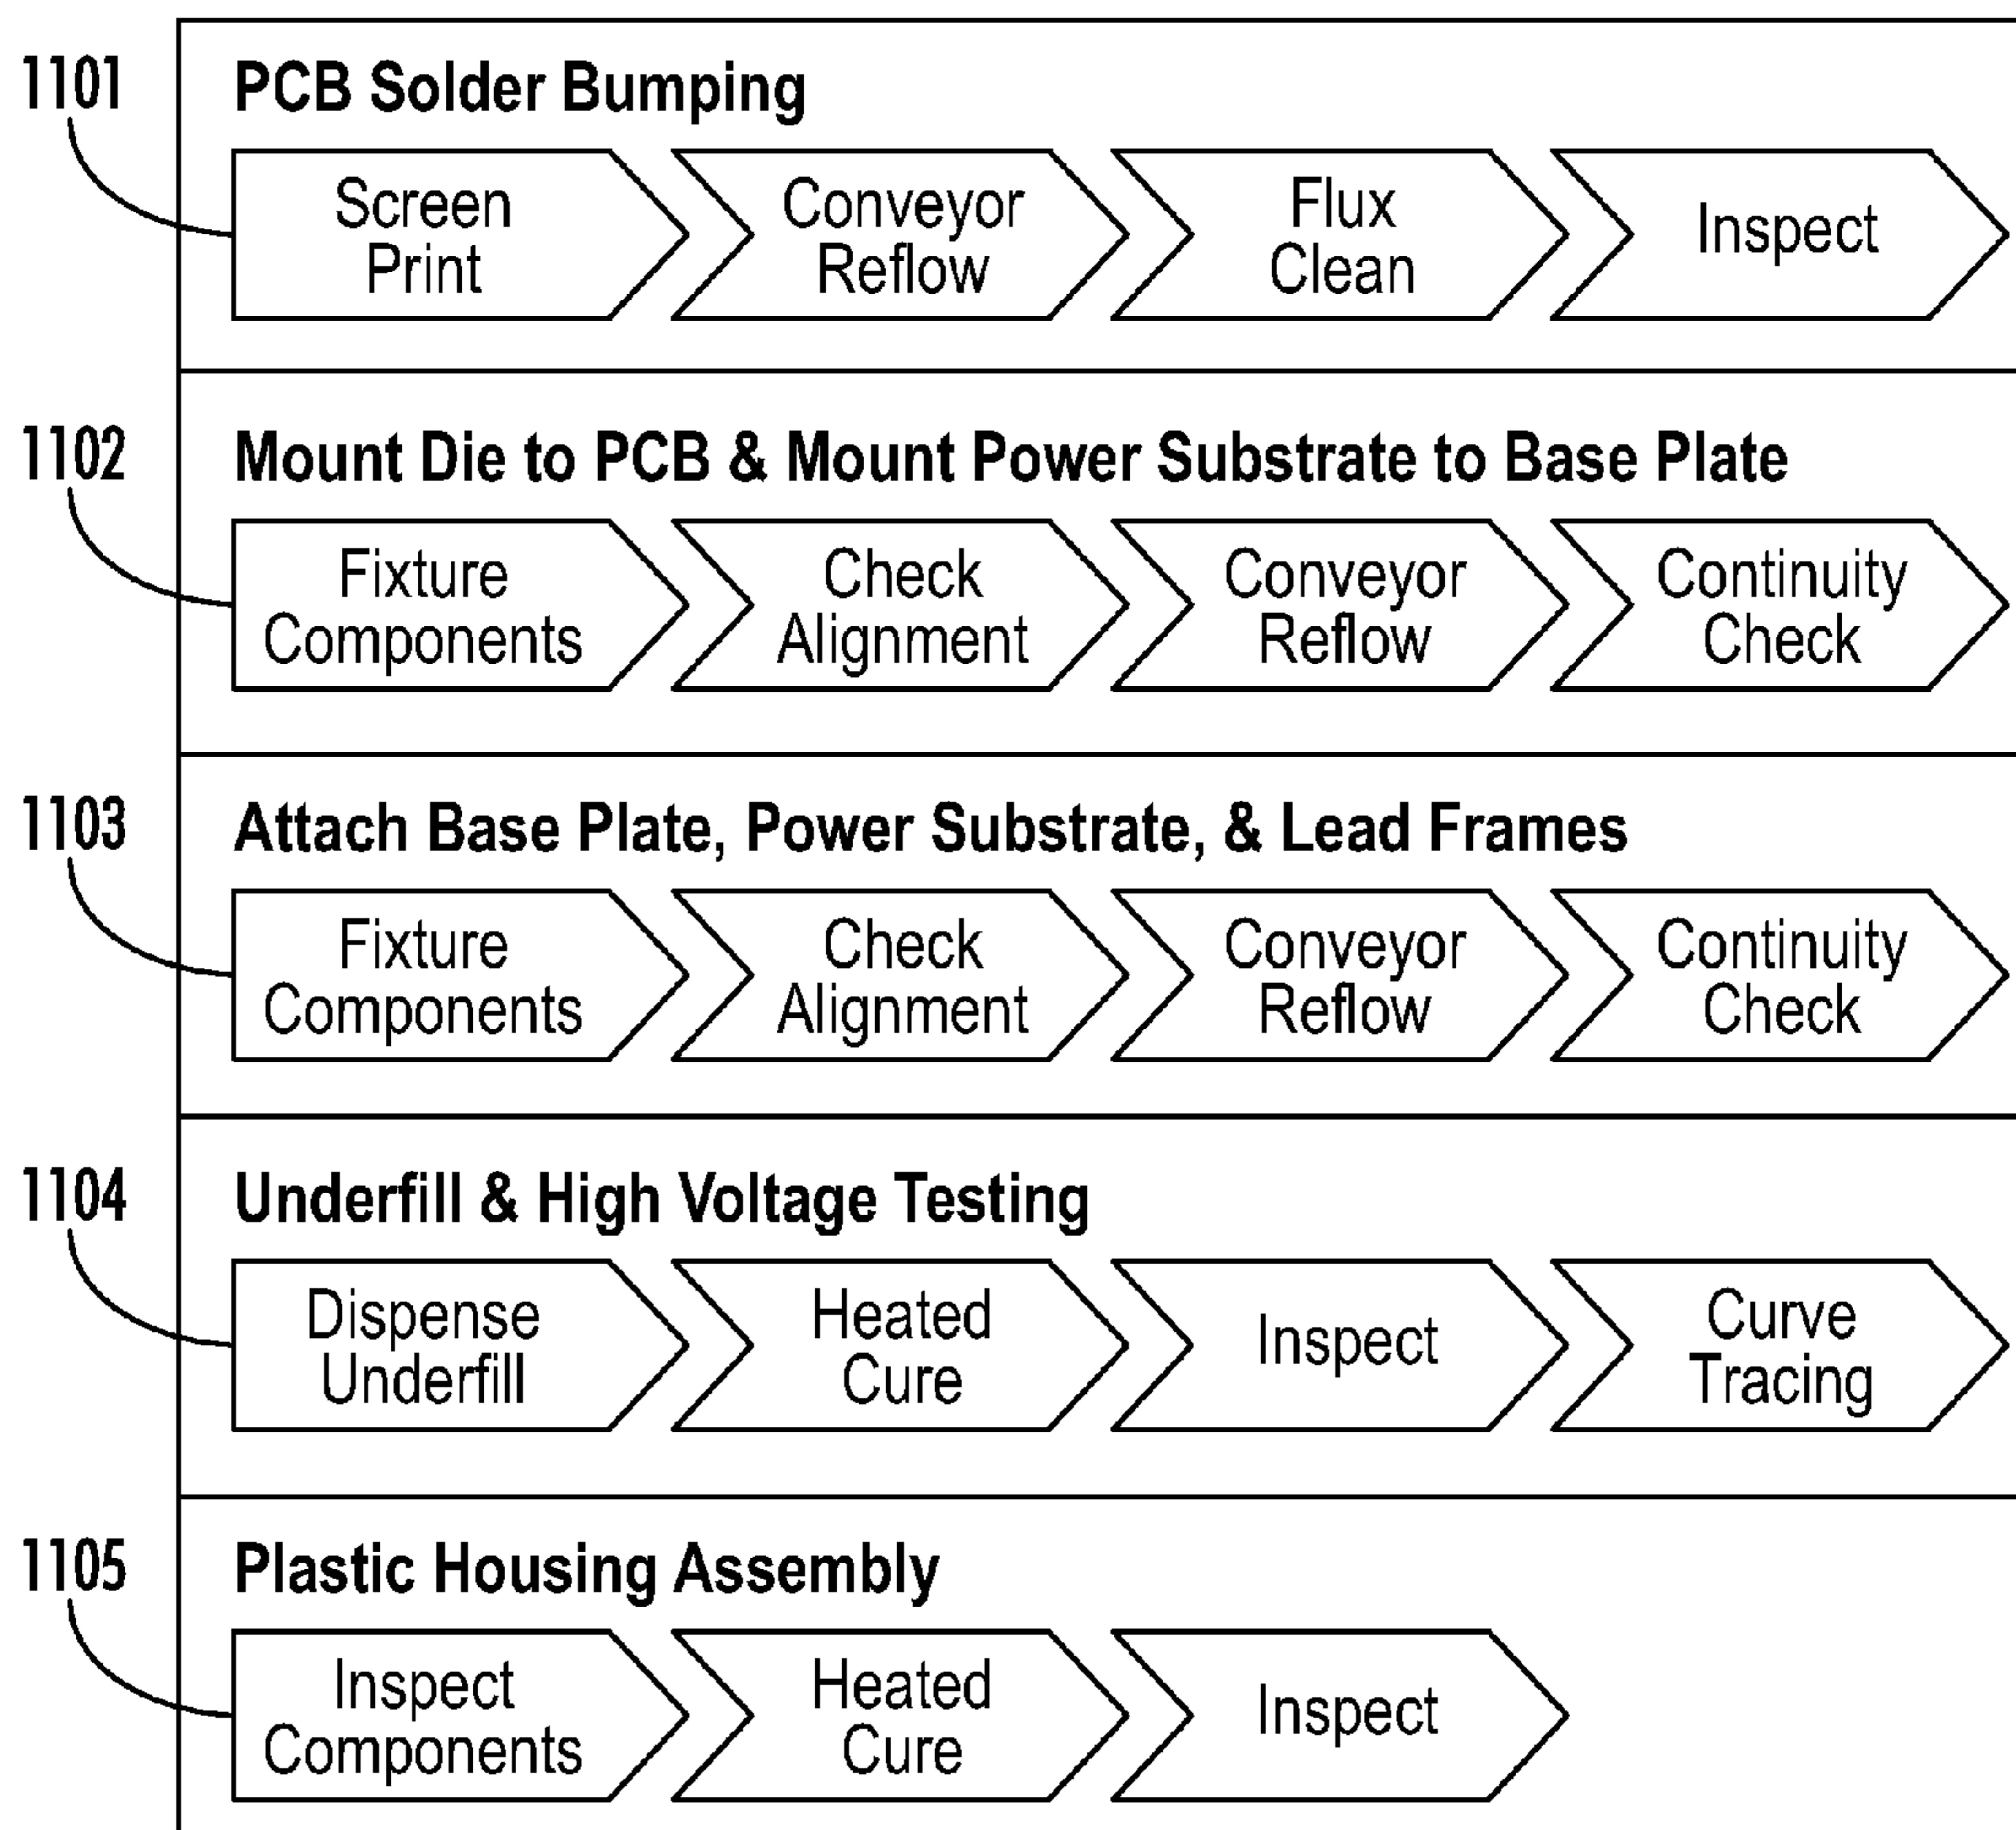 1101
PCB Solder Bumping
Screen
Print
Conveyor
Reflow
Flux
Clean
Inspect
1102
Mount Die to PCB & Mount Power Substrate to Base Plate
Fixture
Components
Check
Alignment
Conveyor
Reflow
Continuity
Check
1103
Attach Base Plate, Power Substrate, & Lead Frames
Fixture
Components
Check
Alignment
Conveyor
Reflow
Continuity
Check
1104
Underfill & High Voltage Testing
Dispense
Underfill
Heated
Cure
Inspect
Curve
Tracing
1105
Plastic Housing Assembly
Inspect
Components
Heated
Cure
Inspect